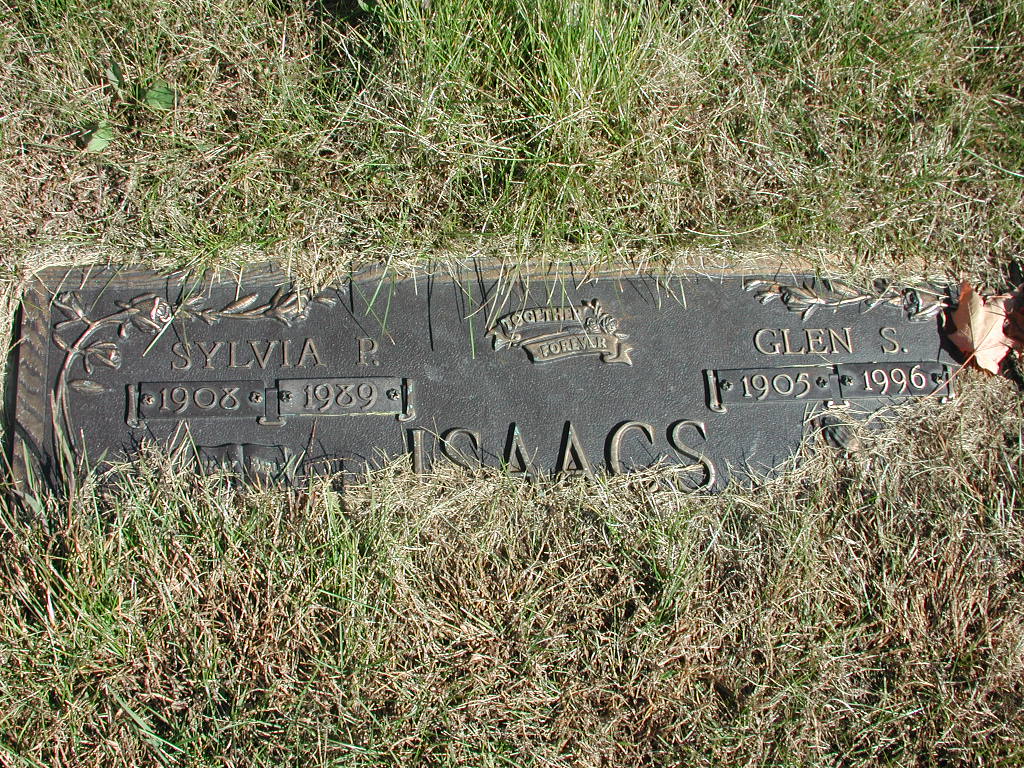 TOGETHER
FOREVER
SYLVIA P.
1908 1989
GLEN S.
1905 1996
ISAACS